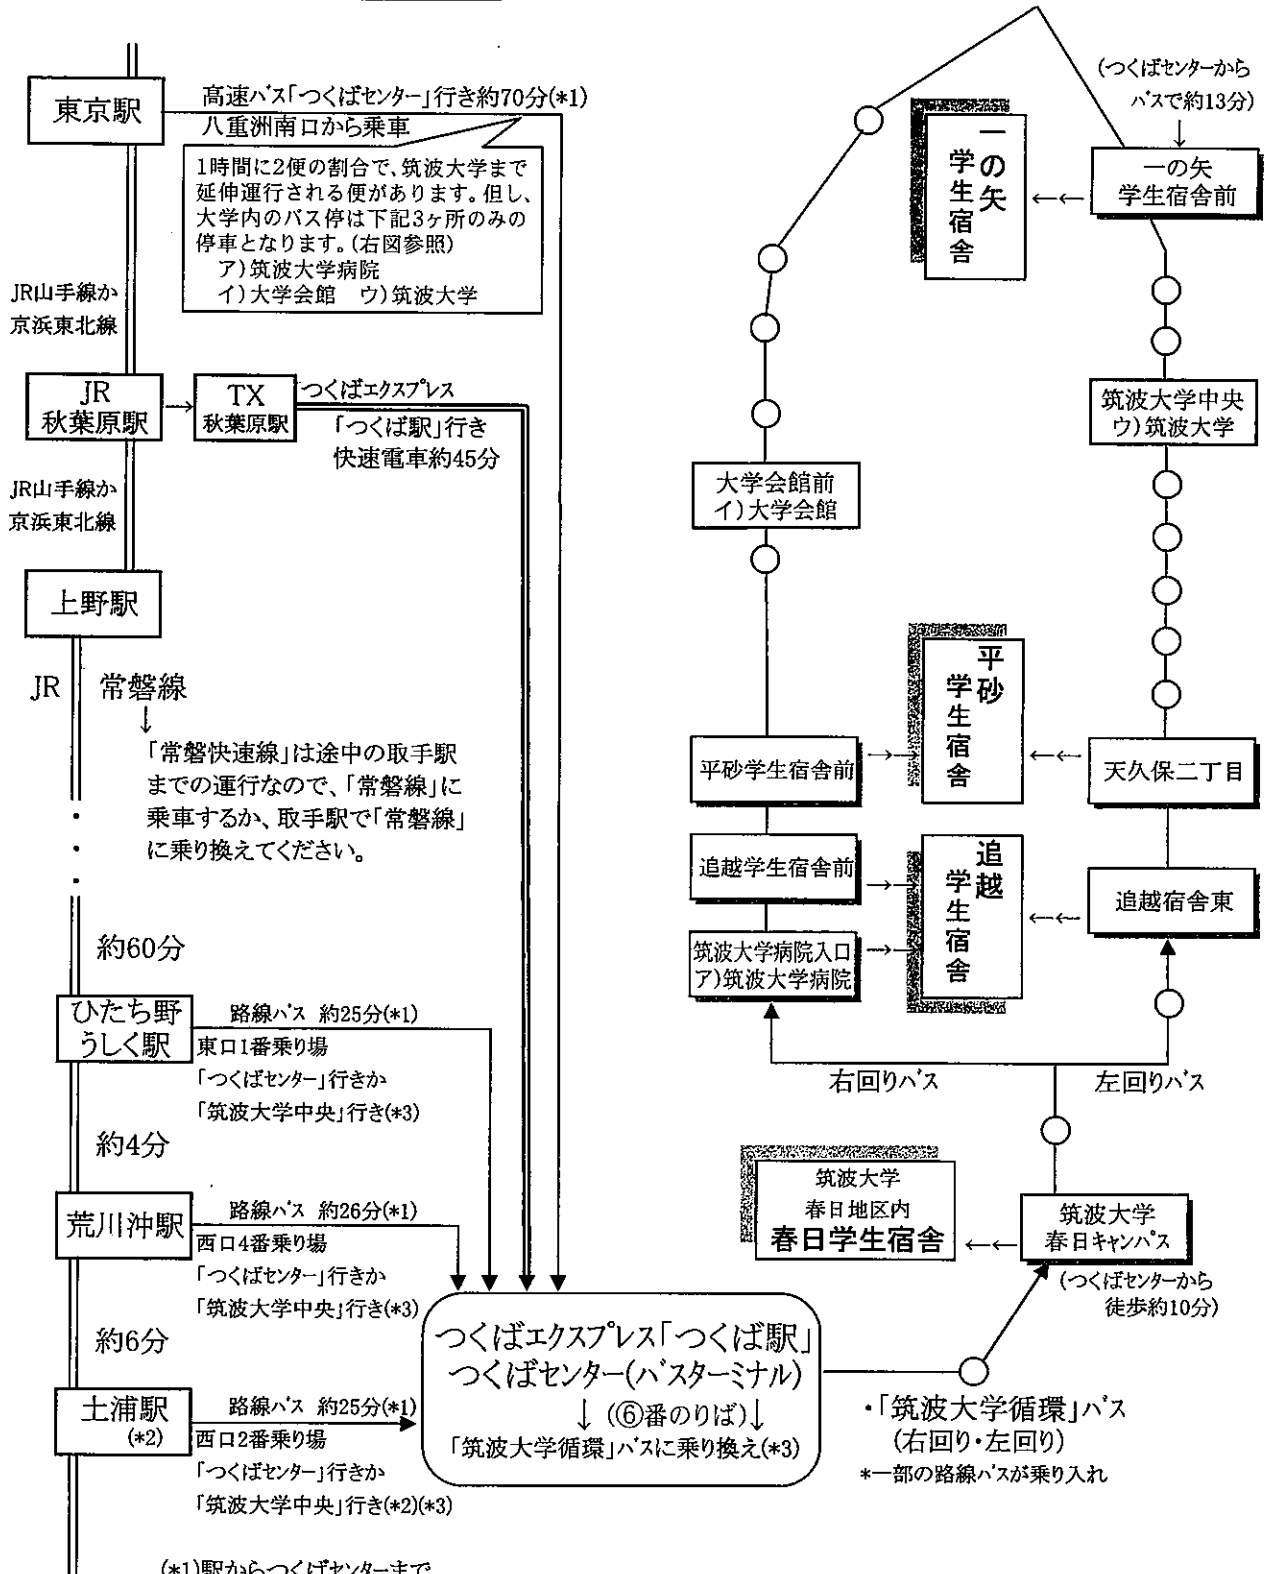 東京駅
高速バス「つくばセンター」行き約70分(*1)
八重洲南口から乗車
1時間に2便の割合で、筑波大学まで
延伸運行される便があります。但し、
大学内のバス停は下記3ヶ所のみの
停車となります。(右図参照)
ア)筑波大学病院
イ)大学会館 ウ)筑波大学
JR山手線か
京浜東北線
JR
秋葉原駅
→
TX
秋葉原駅
つくばエクスプレス
「つくば駅」行き
快速電車約45分
JR山手線か
京浜東北線
上野駅
JR 常磐線
↓
「常磐快速線」は途中の取手駅
までの運行なので、「常磐線」に
乗車するか、取手駅で「常磐線」
に乗り換えてください。
約60分
ひたち野
うしく駅
路線バス 約25分(*1)
東口1番乗り場
「つくばセンター」行きか
「筑波大学中央」行き(*3)
約4分
荒川沖駅
路線バス 約26分(*1)
西口4番乗り場
「つくばセンター」行きか
「筑波大学中央」行き(*3)
約6分
土浦駅
(*2)
路線バス 約25分(*1)
西口2番乗り場
「つくばセンター」行きか
「筑波大学中央」行き(*2)(*3)
(*1)駅からつくばセンターまで
つくばエクスプレス「つくば駅」
つくばセンター(バスターミナル)
↓ (⑥番のりば)↓
「筑波大学循環」バスに乗り換え(*3)
・「筑波大学循環」バス
(右回り・左回り)
*一部の路線バスが乗り入れ
(つくばセンターから
バスで約13分)
↓
一の矢
学生宿舎前
←←
一の矢
学生宿舎
筑波大学中央
ウ)筑波大学
大学会館前
イ)大学会館
平砂
学生宿舎
平砂学生宿舎前
→→
←←
天久保二丁目
追越
学生宿舎
追越学生宿舎前
→→
←←
追越宿舎東
筑波大学病院入口
ア)筑波大学病院
→→
右回りバス
左回りバス
筑波大学
春日地区内
春日学生宿舎
←←
筑波大学
春日キャンパス
(つくばセンターから
徒歩約10分)